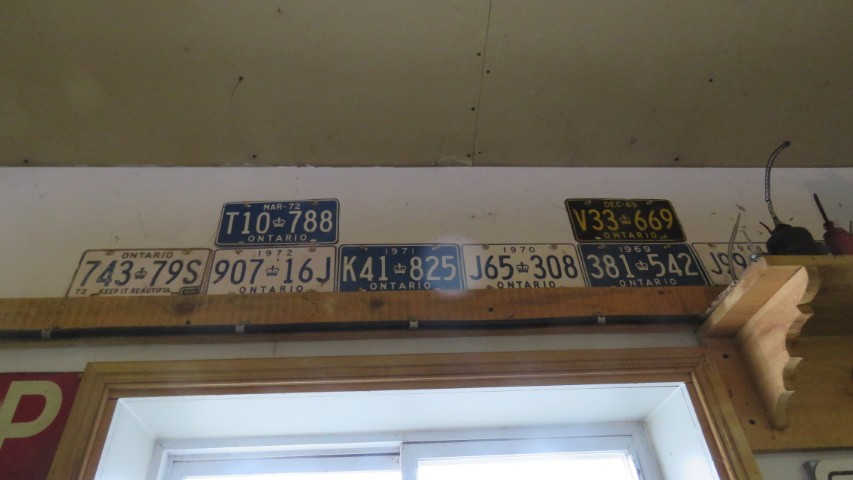 MAR-72
T10 788
ONTARIO
DEC-69
V33 669
ONTARIO
ONTARIO
743 79S
KEEP IT BEAUTIFUL
1972
907 16J
ONTARIO
1971
K41 825
ONTARIO
1970
J65 308
ONTARIO
1969
381 542
ONTARIO
P